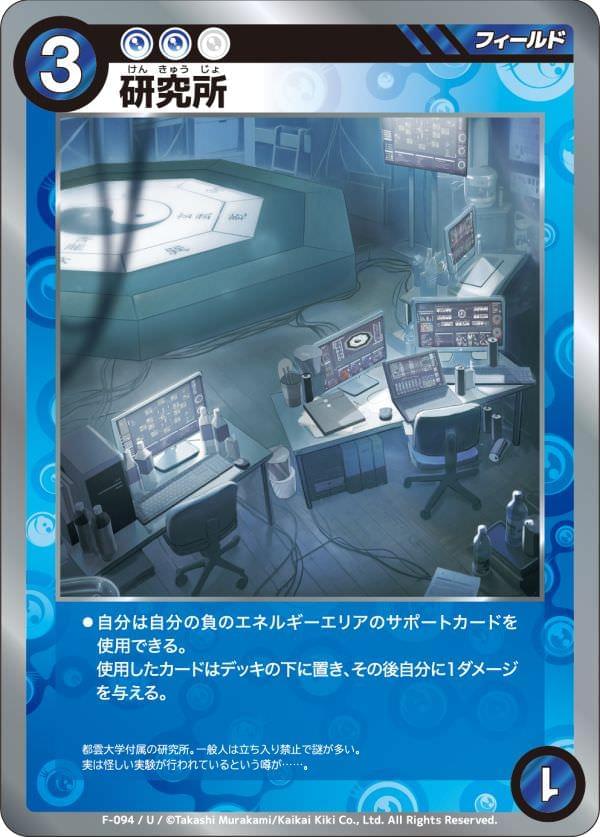 3
フィールド
けん きゅう じょ
研究所
●自分は自分の負のエネルギーエリアのサポートカードを
使用できる。
使用したカードはデッキの下に置き、その後自分に1ダメージ
を与える。
都雲大学付属の研究所。一般人は立ち入り禁止で謎が多い。
実は怪しい実験が行われているという噂が……。
1
F-094 / U / ©Takashi Murakami/Kaikai Kiki Co., Ltd. All Rights Reserved.